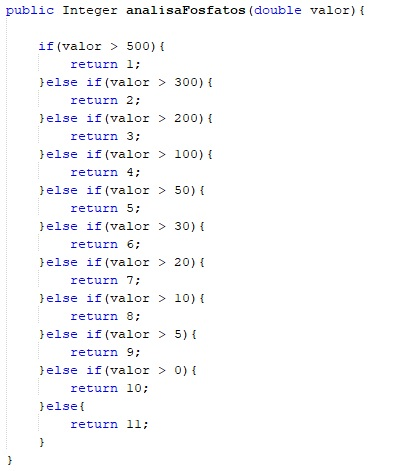 public Integer analisaFosfatos(double valor){
if(valor > 500){
return 1;
}else if(valor > 300){
return 2;
}else if(valor > 200){
return 3;
}else if(valor > 100){
return 4;
}else if(valor > 50){
return 5;
}else if(valor > 30){
return 6;
}else if(valor > 20){
return 7;
}else if(valor > 10){
return 8;
}else if(valor > 5){
return 9;
}else if(valor > 0){
return 10;
}else{
return 11;
}
}